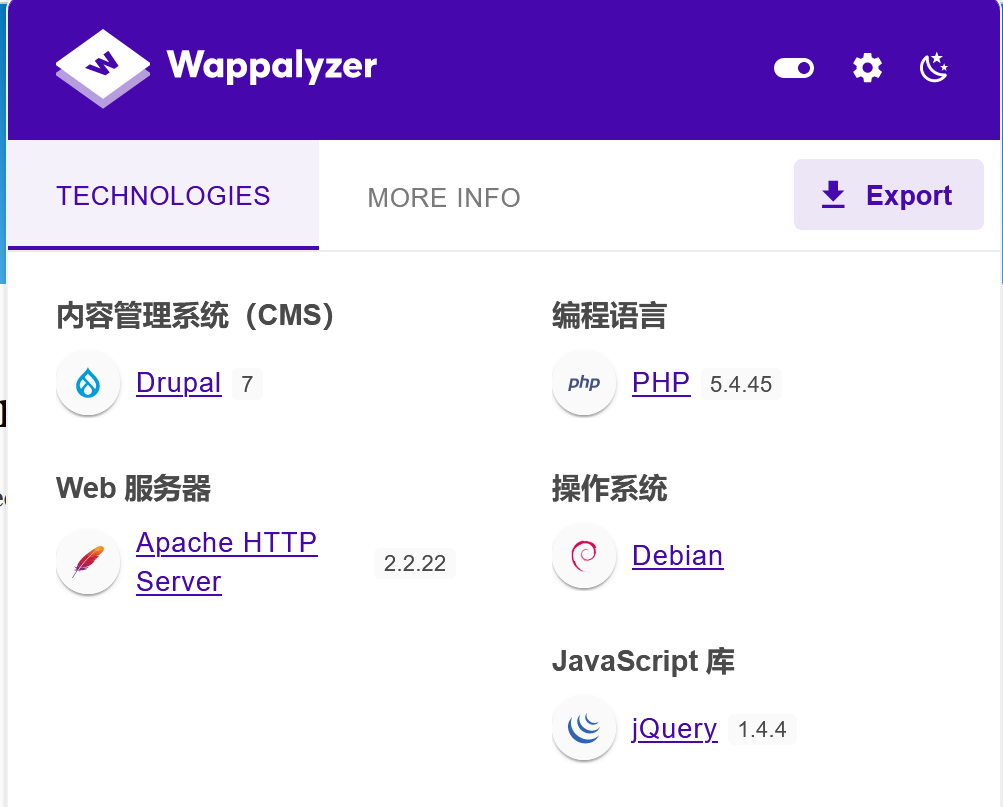 Wappalyzer
TECHNOLOGIES
MORE INFO
Export
内容管理系统（CMS）
Drupal 7
Web 服务器
Apache HTTP
Server
2.2.22
编程语言
php PHP 5.4.45
操作系统
Debian
JavaScript 库
jQuery 1.4.4